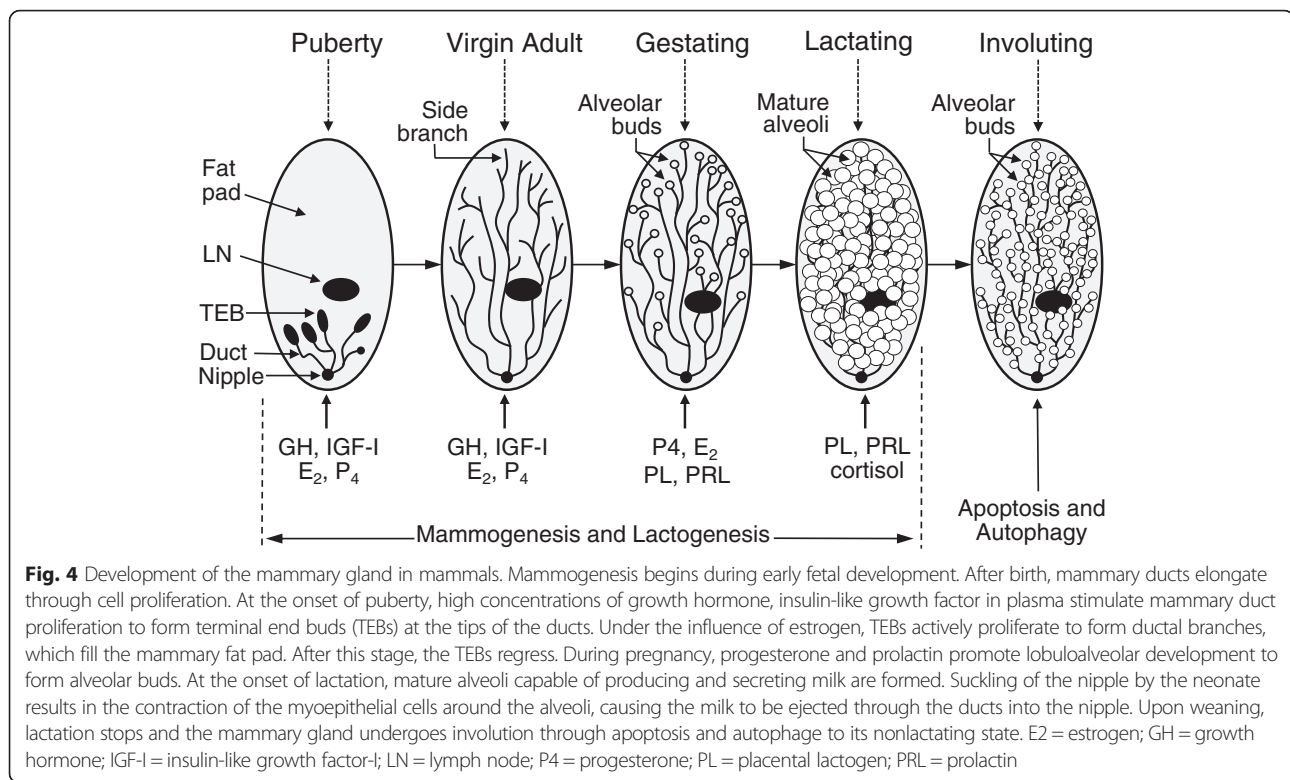 Puberty
Virgin Adult
Gestating
Lactating
Involuting
Side
branch
Alveolar
buds
Mature
alveoli
Alveolar
buds
Fat
pad
LN
TEB
Duct
Nipple
GH, IGF-I
E₂, P₄
GH, IGF-I
E₂, P₄
P4, E₂
PL, PRL
PL, PRL
cortisol
Apoptosis and
Autophagy
Mammogenesis and Lactogenesis
Fig. 4 Development of the mammary gland in mammals. Mammogenesis begins during early fetal development. After birth, mammary ducts elongate
through cell proliferation. At the onset of puberty, high concentrations of growth hormone, insulin-like growth factor in plasma stimulate mammary duct
proliferation to form terminal end buds (TEBs) at the tips of the ducts. Under the influence of estrogen, TEBs actively proliferate to form ductal branches,
which fill the mammary fat pad. After this stage, the TEBs regress. During pregnancy, progesterone and prolactin promote lobuloalveolar development to
form alveolar buds. At the onset of lactation, mature alveoli capable of producing and secreting milk are formed. Suckling of the nipple by the neonate
results in the contraction of the myoepithelial cells around the alveoli, causing the milk to be ejected through the ducts into the nipple. Upon weaning,
lactation stops and the mammary gland undergoes involution through apoptosis and autophage to its nonlactating state. E2 = estrogen; GH = growth
hormone; IGF-I = insulin-like growth factor-I; LN = lymph node; P4 = progesterone; PL = placental lactogen; PRL = prolactin